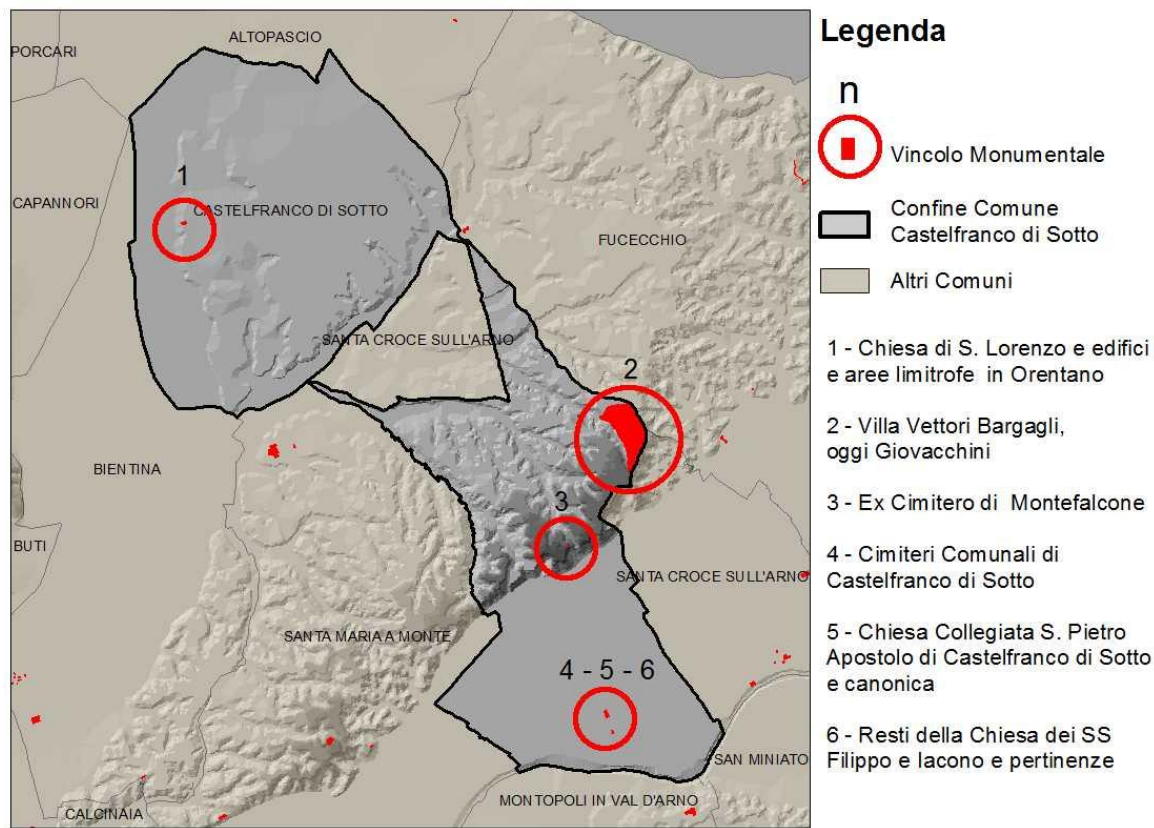 ALTOPASCIO
PORCARI
1
CAPANNORI
CASTELFRANCO DI SOTTO
FUCECCHIO
SANTA CROCE SULL'ARNO
2
BIENTINA
3
BUTI
SANTA CROCE SULL'ARNO
SANTA MARIA A MONTE
4 - 5 - 6
SAN MINIATO
MONTOPOLI IN VAL D'ARNO
CALCINAIA
Legenda
n
Vincolo Monumentale
Confine Comune
Castelfranco di Sotto
Altri Comuni
1 - Chiesa di S. Lorenzo e edifici
e aree limitrofe in Orentano
2 - Villa Vettori Bargagli,
oggi Giovacchini
3 - Ex Cimitero di Montefalcone
4 - Cimiteri Comunali di
Castelfranco di Sotto
5 - Chiesa Collegiata S. Pietro
Apostolo di Castelfranco di Sotto
e canonica
6 - Resti della Chiesa dei SS
Filippo e Iacono e pertinenze